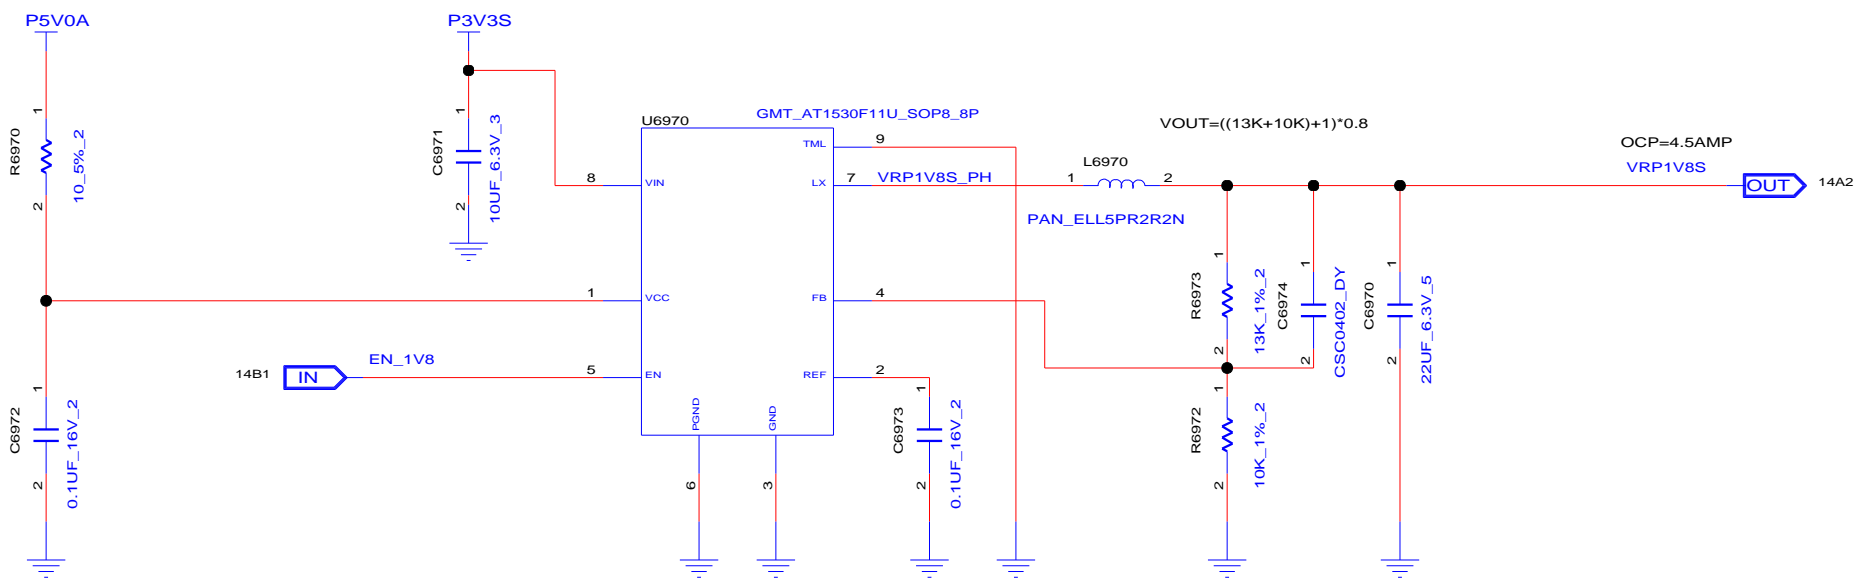 P5V0A
P3V3S
1
R6970
10_5%_2
2
1
C6971
10UF_6.3V_3
2
U6970
GMT_AT1530F11U_SOP8_8P
VOUT=((13K+10K)+1)*0.8
OCP=4.5AMP
VRP1V8S
TML
9
L6970
8
VIN
LX
7
VRP1V8S_PH
1
2
OUT
14A2
PAN_ELL5PR2R2N
1
VCC
FB
4
1
R6973
13K_1%_2
2
1
C6974
CSC0402_DY
2
1
C6970
22UF_6.3V_5
2
14B1
IN
EN_1V8
5
EN
REF
2
1
C6972
0.1UF_16V_2
2
PGND
GND
6
3
1
C6973
0.1UF_16V_2
2
1
R6972
10K_1%_2
2